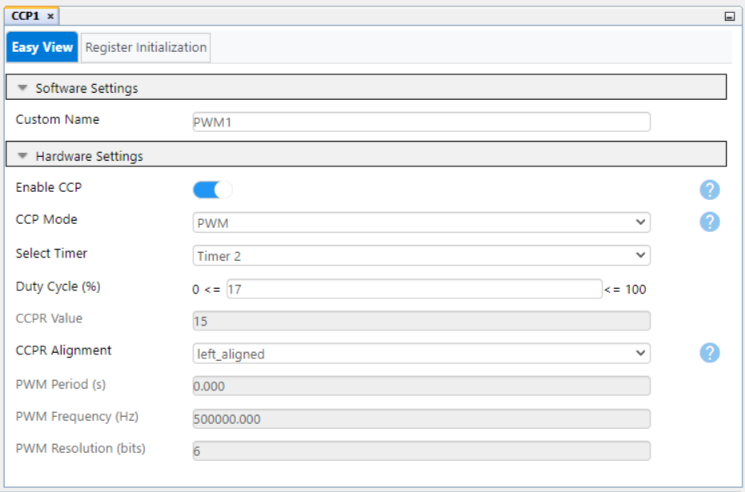 CCP1 ×
Easy View Register Initialization
Software Settings
Custom Name PWM1
Hardware Settings
Enable CCP ?
CCP Mode PWM ?
Select Timer Timer 2
Duty Cycle (%) 0 <= 17 <= 100
CCPR Value 15
CCPR Alignment left_aligned ?
PWM Period (s) 0.000
PWM Frequency (Hz) 500000.000
PWM Resolution (bits) 6